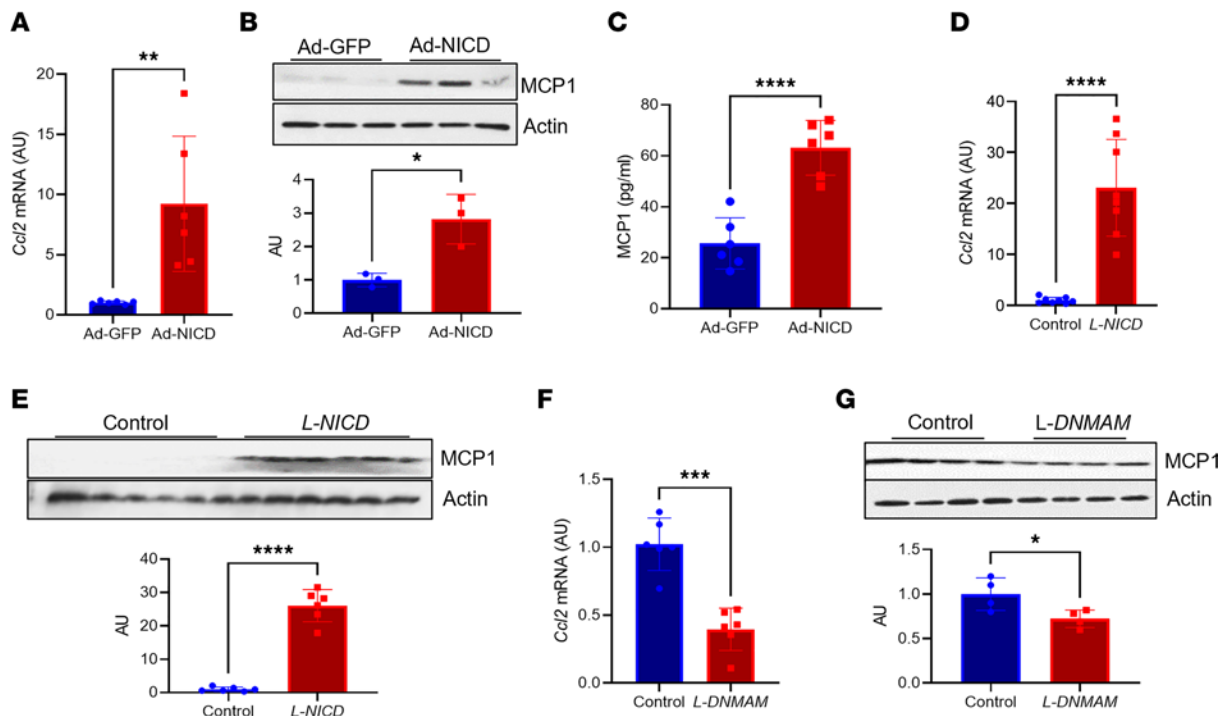 A
**
20
15
10
5
0
Ccl2 mRNA (AU)
Ad-GFP Ad-NICD
B
Ad-GFP Ad-NICD
MCP1
Actin
*
4
3
2
1
0
AU
Ad-GFP Ad-NICD
C
****
80
60
40
20
0
MCP1 (pg/ml)
Ad-GFP Ad-NICD
D
****
40
30
20
10
0
Ccl2 mRNA (AU)
Control L-NICD
E
Control L-NICD
MCP1
Actin
****
40
30
20
10
0
AU
Control L-NICD
F
***
1.5
1.0
0.5
0.0
Ccl2 mRNA (AU)
Control L-DNMAM
G
Control L-DNMAM
MCP1
Actin
*
1.5
1.0
0.5
0.0
AU
Control L-DNMAM